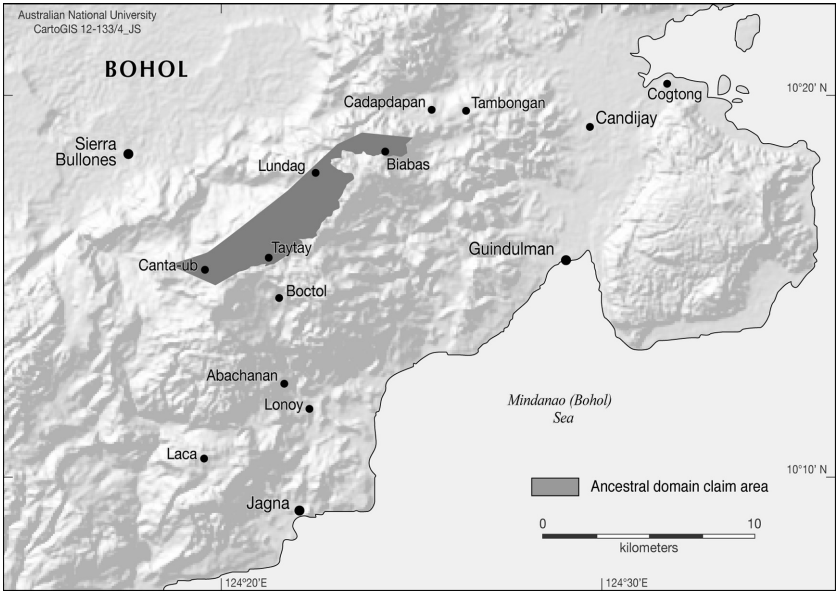 Australian National University
CartoGIS 12-133/4_JS
BOHOL
Cadapdapan
Tambongan
Cogtong
10°20' N
Candijay
Sierra
Bullones
Lundag
Biabas
Canta-ub
Taytay
Guindulman
Boctol
Abachanan
Lonoy
Mindanao (Bohol)
Sea
Laca
10°10' N
Jagna
Ancestral domain claim area
0 10
kilometers
124°20'E
124°30'E